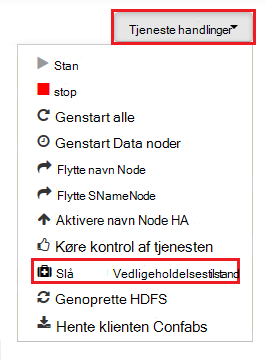 Tjeneste handlinger
Stan
stop
Genstart alle
Genstart Data noder
Flytte navn Node
Flytte SNameNode
Aktivere navn Node HA
Køre kontrol af tjenesten
Slå Vedligeholdelsestilstand
Genoprette HDFS
Hente klienten Confabs